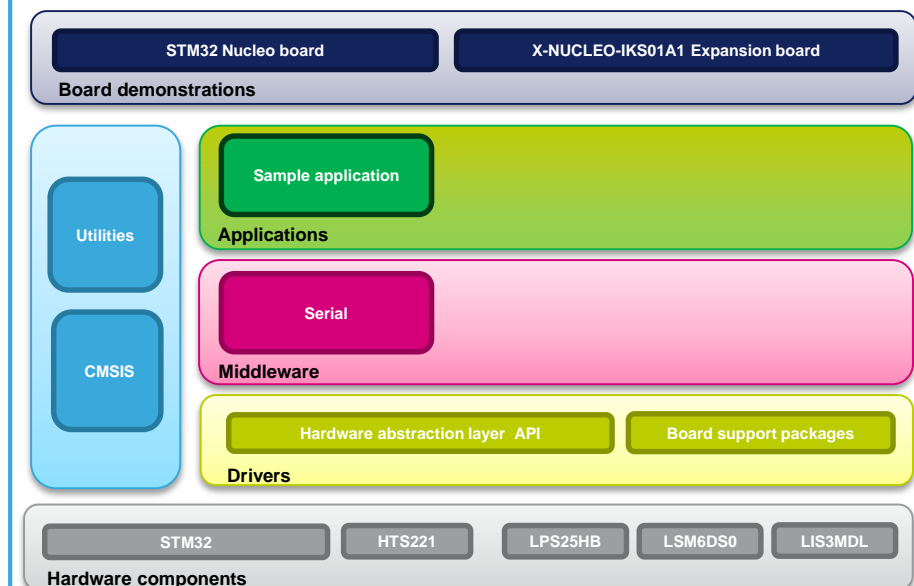 STM32 Nucleo board
X-NUCLEO-IKS01A1 Expansion board
Board demonstrations
Utilities
CMSIS
Sample application
Applications
Serial
Middleware
Hardware abstraction layer API
Board support packages
Drivers
STM32
HTS221
LPS25HB
LSM6DS0
LIS3MDL
Hardware components